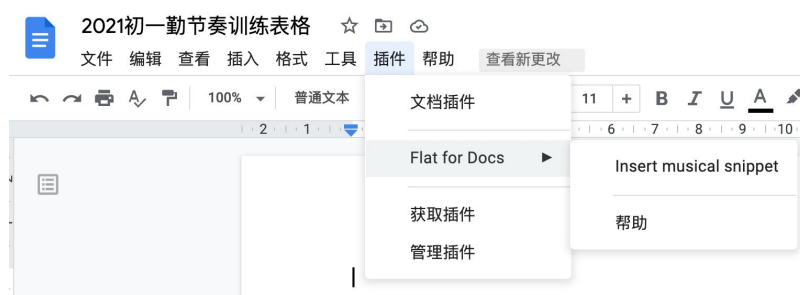 2021初一勤节奏训练表格
文件 编辑 查看 插入 格式 工具 插件 帮助 查看新更改
100% 普通文本 11 + B I U A
2 1 6 7 8 9 10
文档插件
Flat for Docs
Insert musical snippet
获取插件
帮助
管理插件